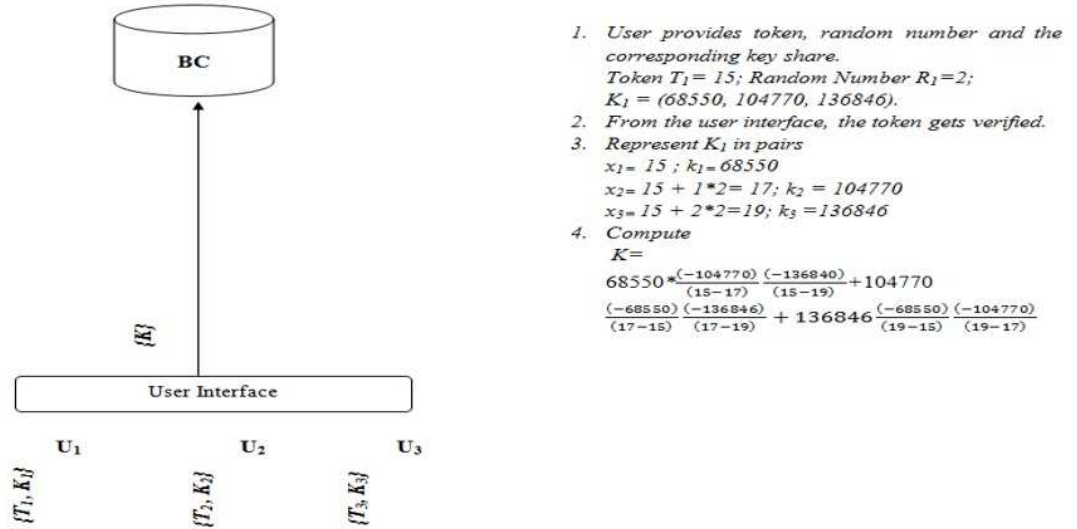 BC
{K}
User Interface
U₁
U₂
U₃
{T₁, K₁}
{T₂, K₂}
{T₃, K₃}
1. User provides token, random number and the
corresponding key share.
Token T₁= 15; Random Number R₁=2;
K₁ = (68550, 104770, 136846).
2. From the user interface, the token gets verified.
3. Represent K₁ in pairs
x₁= 15 ; k₁= 68550
x₂= 15 + 1*2= 17; k₂ = 104770
x₃= 15 + 2*2=19; k₃ =136846
4. Compute
K=
68550*(−104770)/(15−17) (−136840)/(15−19)+104770
(−68550)/(17−15) (−136846)/(17−19) + 136846(−68550)/(19−15) (−104770)/(19−17)